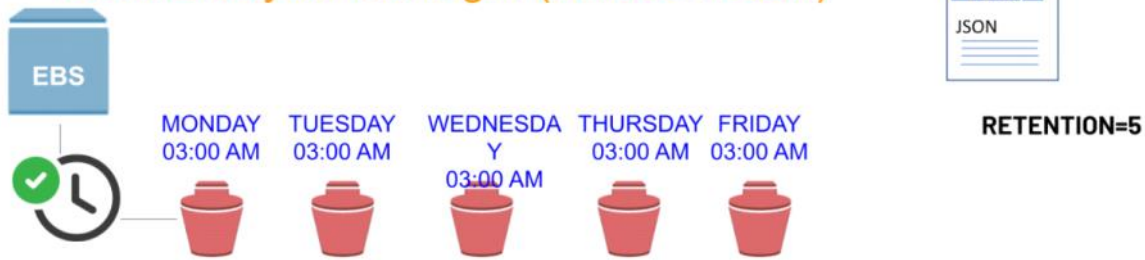 EBS
JSON
MONDAY
03:00 AM
TUESDAY
03:00 AM
WEDNESDA
Y
03:00 AM
THURSDAY
03:00 AM
FRIDAY
03:00 AM
RETENTION=5